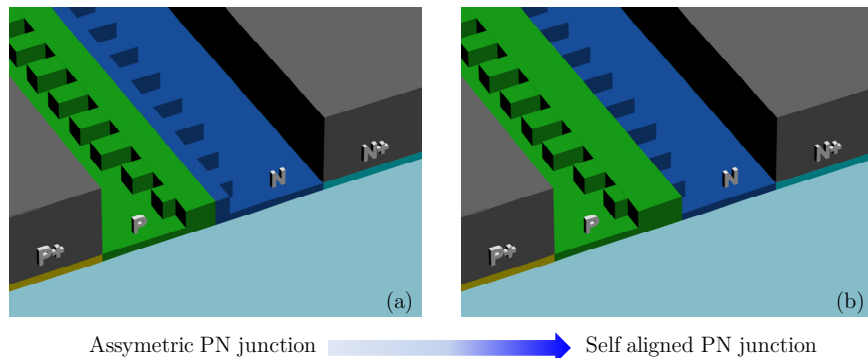 N+
N
P
P+
(a)
N+
N
P
P+
(b)
Assymetric PN junction
Self aligned PN junction